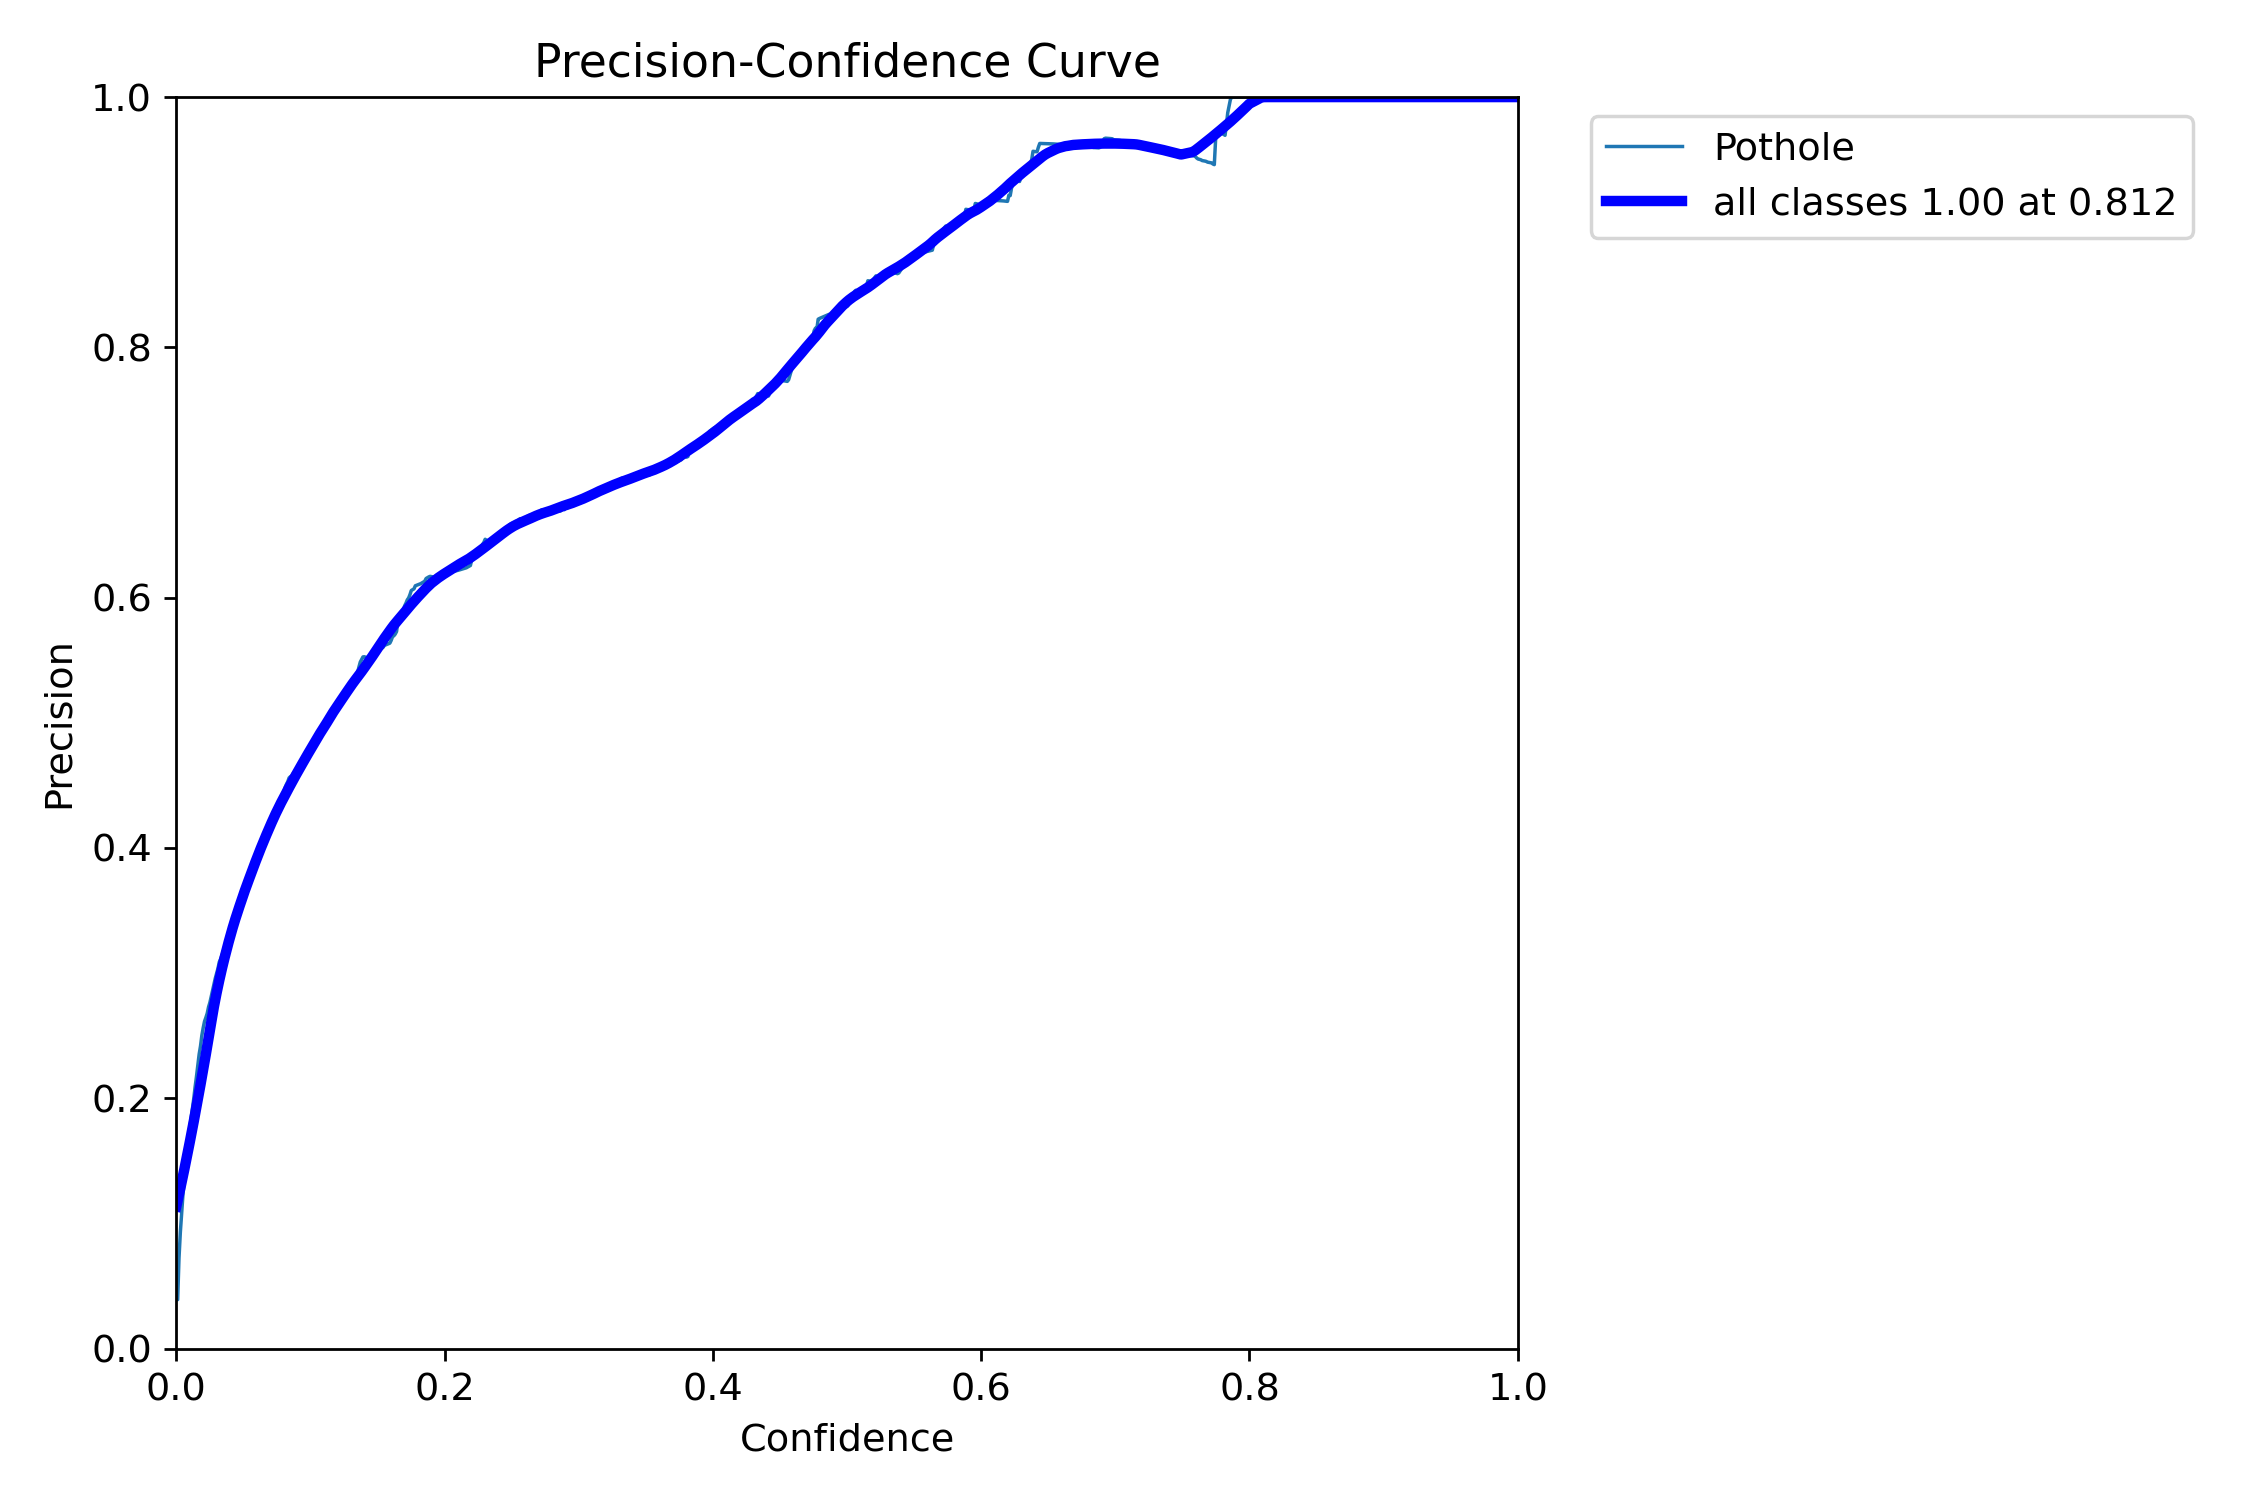 Precision-Confidence Curve
1.0
0.8
0.6
0.4
0.2
0.0
Precision
0.0 0.2 0.4 0.6 0.8 1.0
Confidence
Pothole
all classes 1.00 at 0.812